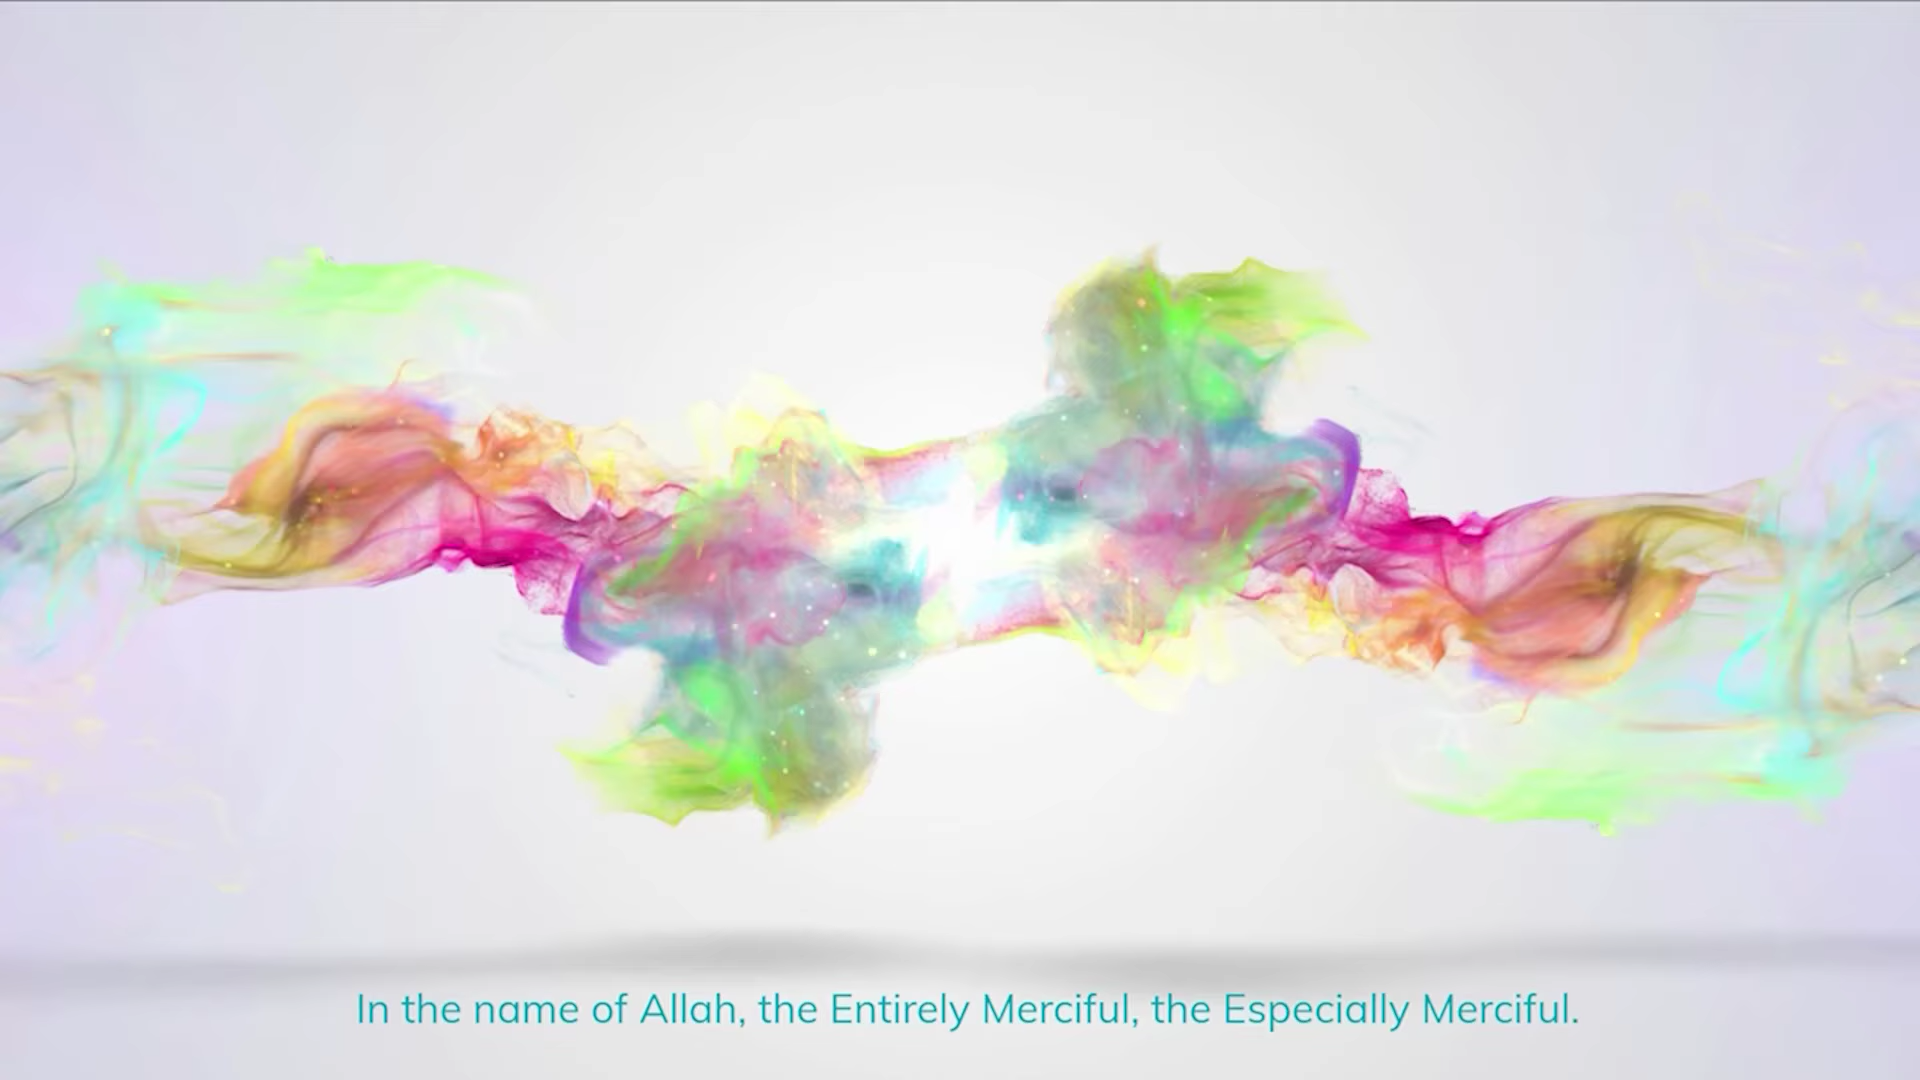 In the name of Allah, the Entirely Merciful, the Especially Merciful.